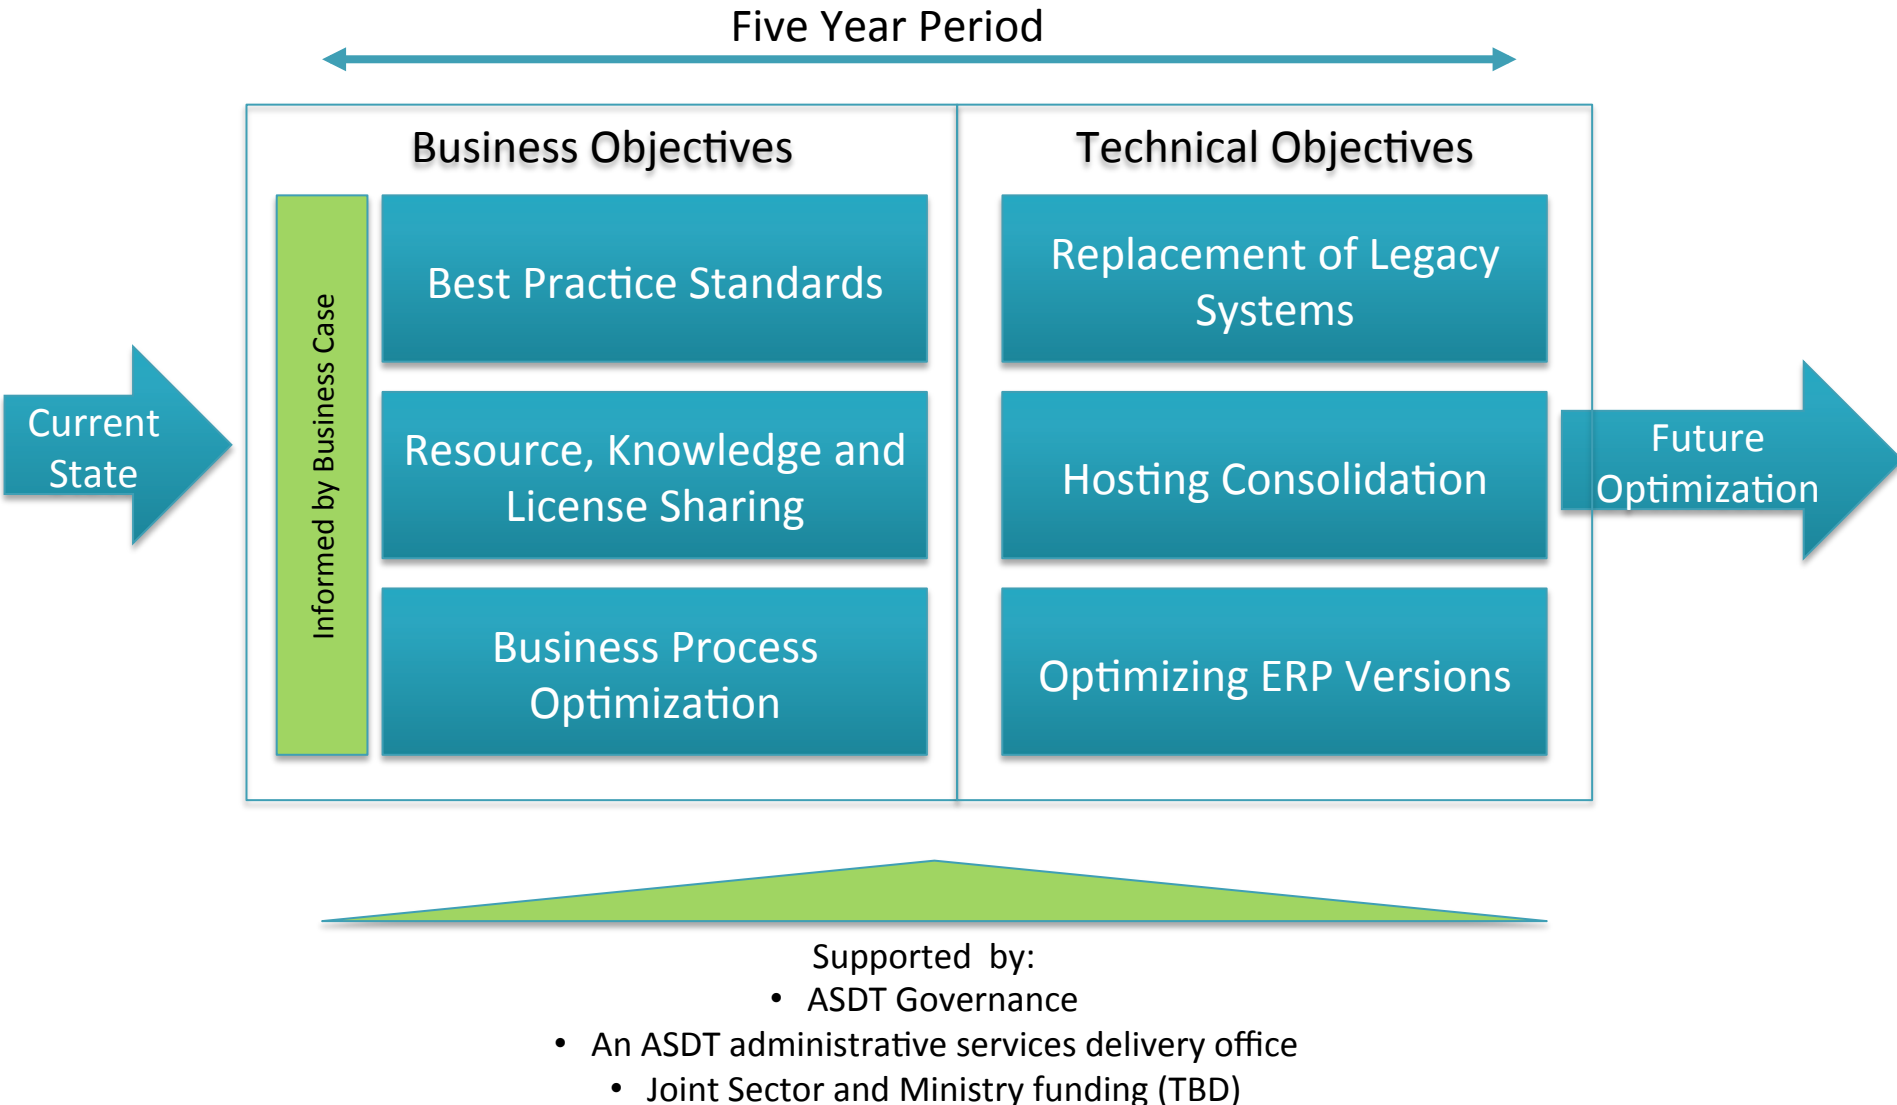 Five Year Period
Business Objectives
Technical Objectives
Informed by Business Case
Best Practice Standards
Resource, Knowledge and
License Sharing
Business Process
Optimization
Replacement of Legacy
Systems
Hosting Consolidation
Optimizing ERP Versions
Current
State
Future
Optimization
Supported by:
• ASDT Governance
• An ASDT administrative services delivery office
• Joint Sector and Ministry funding (TBD)